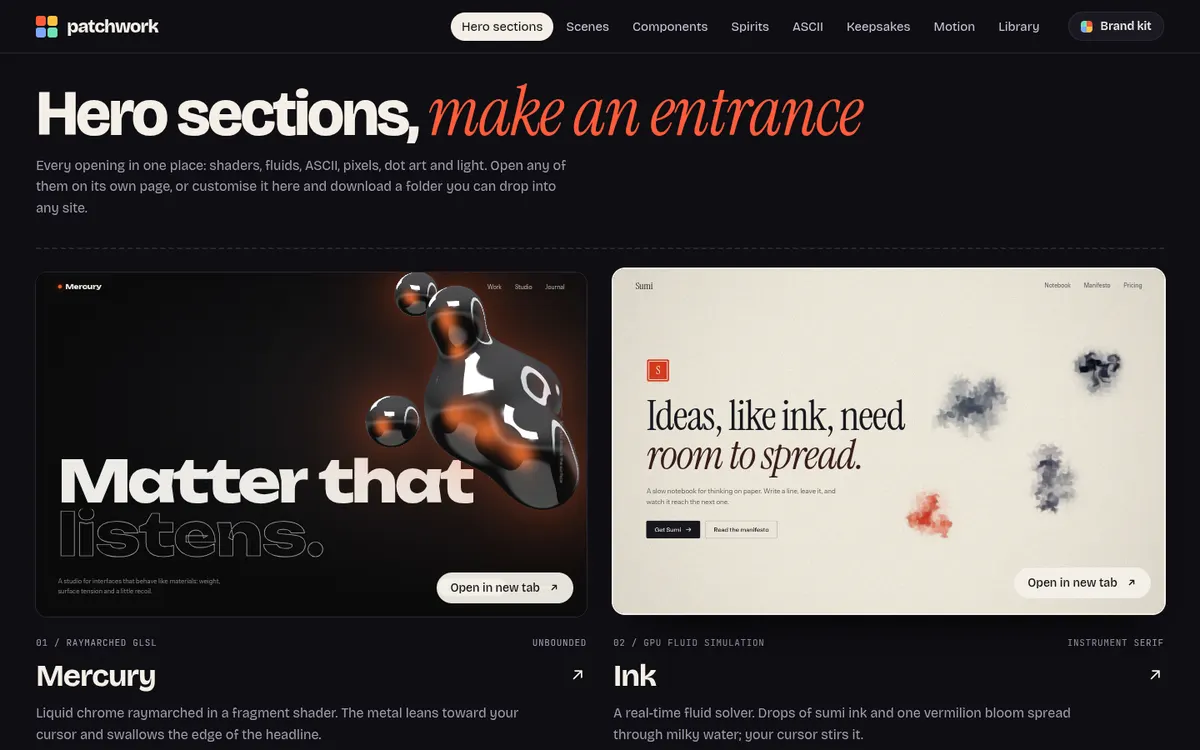 patchwork
Hero sections
Scenes
Components
Spirits
ASCII
Keepsakes
Motion
Library
Brand kit
Hero sections, make an entrance
Every opening in one place: shaders, fluids, ASCII, pixels, dot art and light. Open any of
them on its own page, or customise it here and download a folder you can drop into
any site.
Mercury
Work
Studio
Journal
Matter that
listens.
A studio for interfaces that behave like materials: weight,
surface tension and a little recoil.
Open in new tab
Sumi
Notebook
Manifesto
Pricing
S
Ideas, like ink, need
room to spread.
A slow notebook for thinking on paper. Write a line, leave it, and
watch it reach the next one.
Get Sumi →
Read the manifesto
Open in new tab
01 / RAYMARCHED GLSL
UNBOUNDED
Mercury
Liquid chrome raymarched in a fragment shader. The metal leans toward your
cursor and swallows the edge of the headline.
02 / GPU FLUID SIMULATION
INSTRUMENT SERIF
Ink
A real-time fluid solver. Drops of sumi ink and one vermilion bloom spread
through milky water; your cursor stirs it.